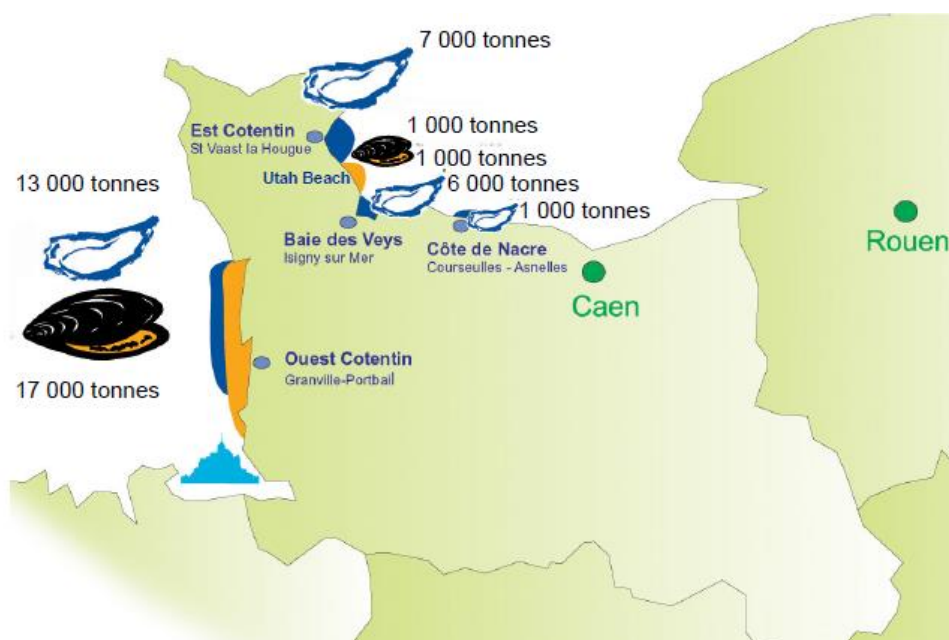 7 000 tonnes
Est Cotentin
St Vaast la Hougue
1 000 tonnes
1 000 tonnes
Utah Beach
6 000 tonnes
13 000 tonnes
1 000 tonnes
Baie des Veys
Isigny sur Mer
Côte de Nacre
Courseulles - Asnelles
Rouen
Caen
Ouest Cotentin
Granville-Portbail
17 000 tonnes